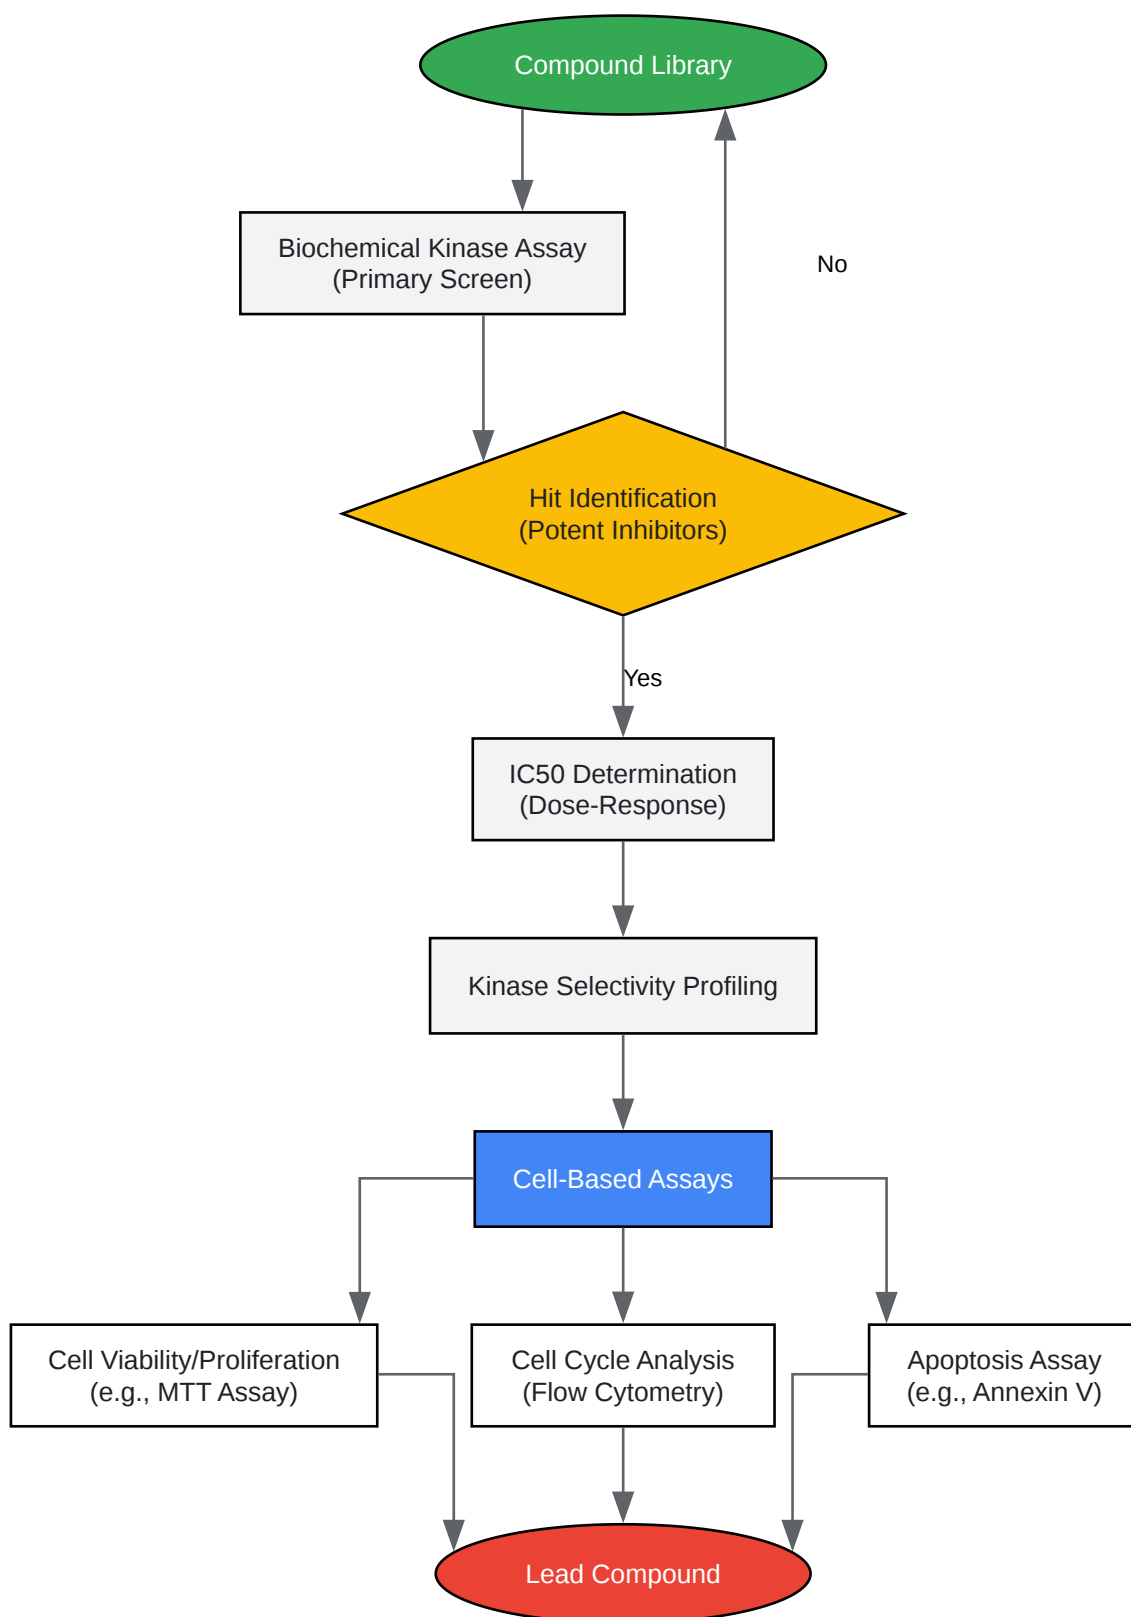 Compound Library
Biochemical Kinase Assay
(Primary Screen)
No
Hit Identification
(Potent Inhibitors)
Yes
IC50 Determination
(Dose-Response)
Kinase Selectivity Profiling
Cell-Based Assays
Cell Viability/Proliferation
(e.g., MTT Assay)
Cell Cycle Analysis
(Flow Cytometry)
Apoptosis Assay
(e.g., Annexin V)
Lead Compound